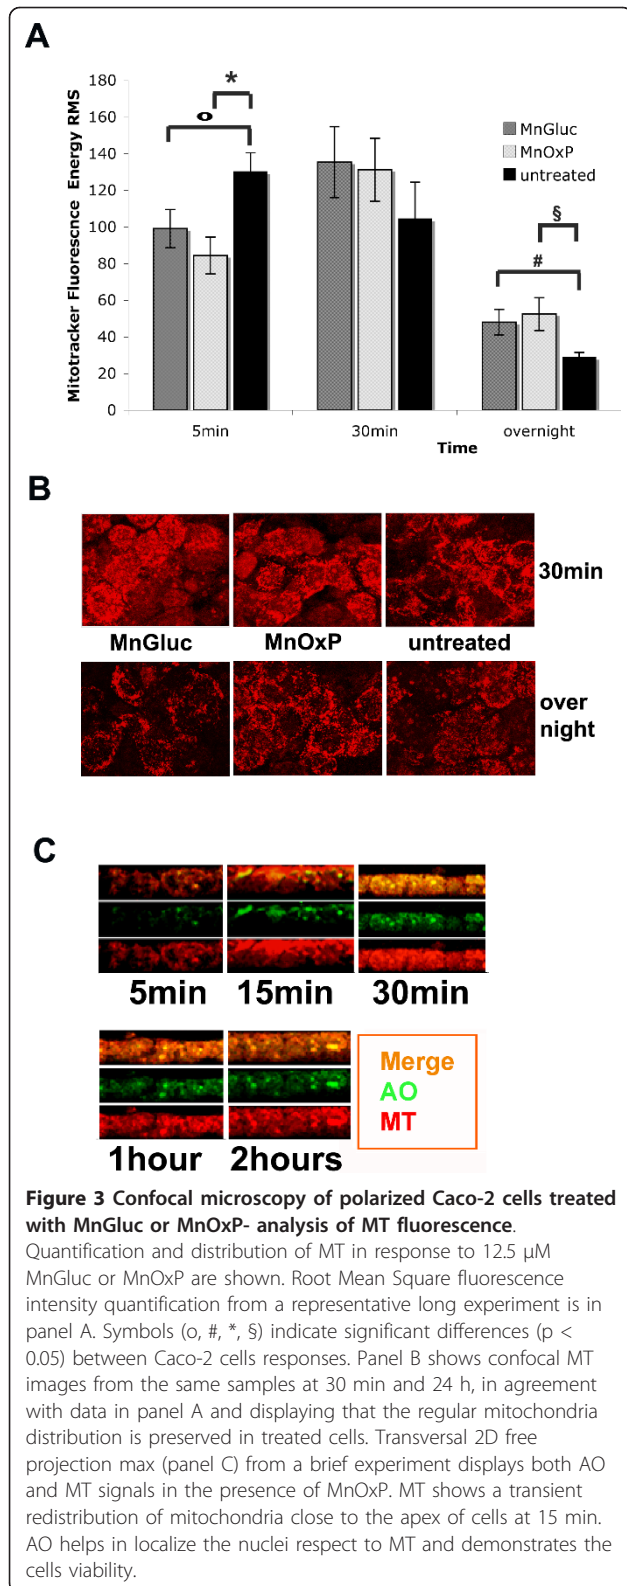 A
Mitotracker Fluorescnce Energy RMS
180
160
140
120
100
80
60
40
20
0
*
o
§
#
MnGluc
MnOxP
untreated
5min
30min
overnight
Time
B
30min
MnGluc
MnOxP
untreated
over
night
C
5min
15min
30min
1hour
2hours
Merge
AO
MT
Figure 3 Confocal microscopy of polarized Caco-2 cells treated
with MnGluc or MnOxP- analysis of MT fluorescence.
Quantification and distribution of MT in response to 12.5 μM
MnGluc or MnOxP are shown. Root Mean Square fluorescence
intensity quantification from a representative long experiment is in
panel A. Symbols (o, #, *, §) indicate significant differences (p <
0.05) between Caco-2 cells responses. Panel B shows confocal MT
images from the same samples at 30 min and 24 h, in agreement
with data in panel A and displaying that the regular mitochondria
distribution is preserved in treated cells. Transversal 2D free
projection max (panel C) from a brief experiment displays both AO
and MT signals in the presence of MnOxP. MT shows a transient
redistribution of mitochondria close to the apex of cells at 15 min.
AO helps in localize the nuclei respect to MT and demonstrates the
cells viability.